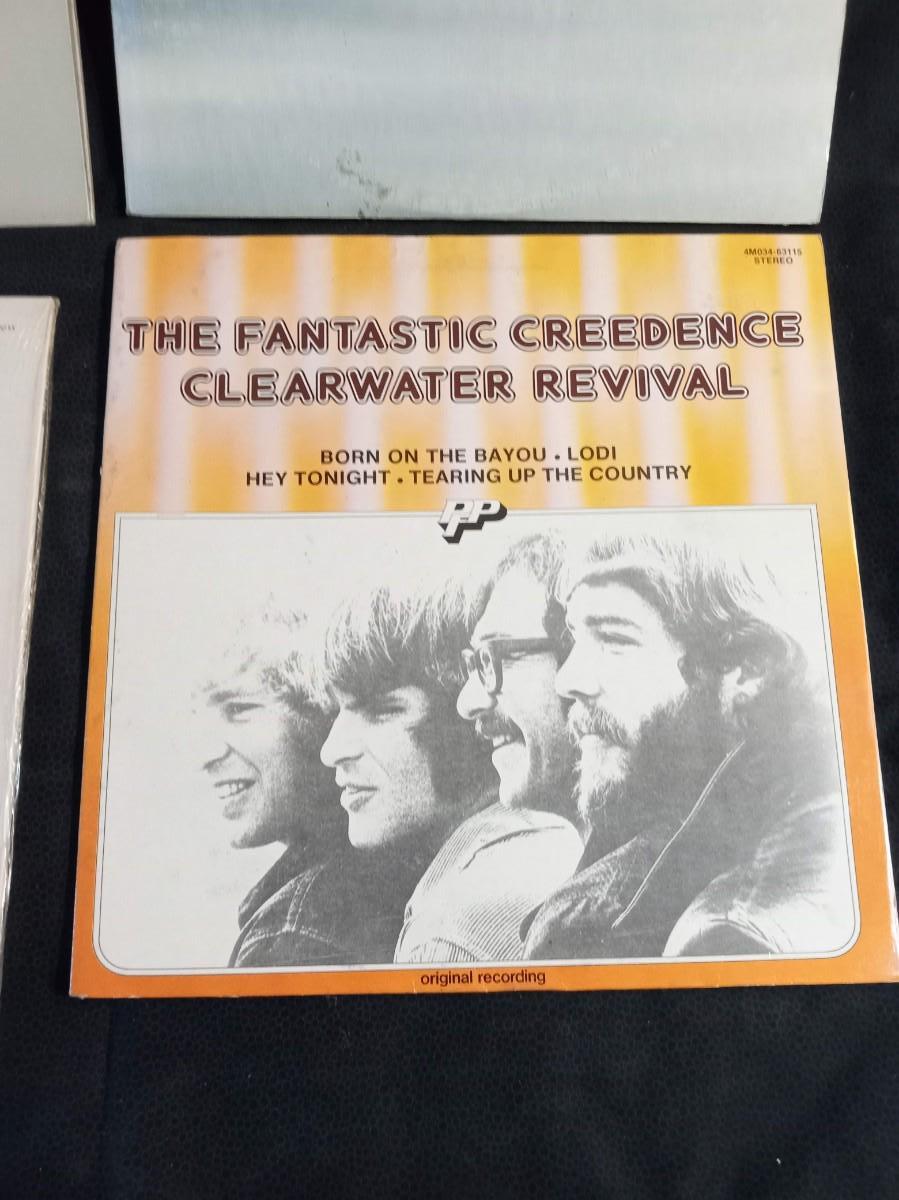 4M034-63115
STEREO
THE FANTASTIC CREEDENCE
CLEARWATER REVIVAL
BORN ON THE BAYOU • LODI
HEY TONIGHT • TEARING UP THE COUNTRY
original recording